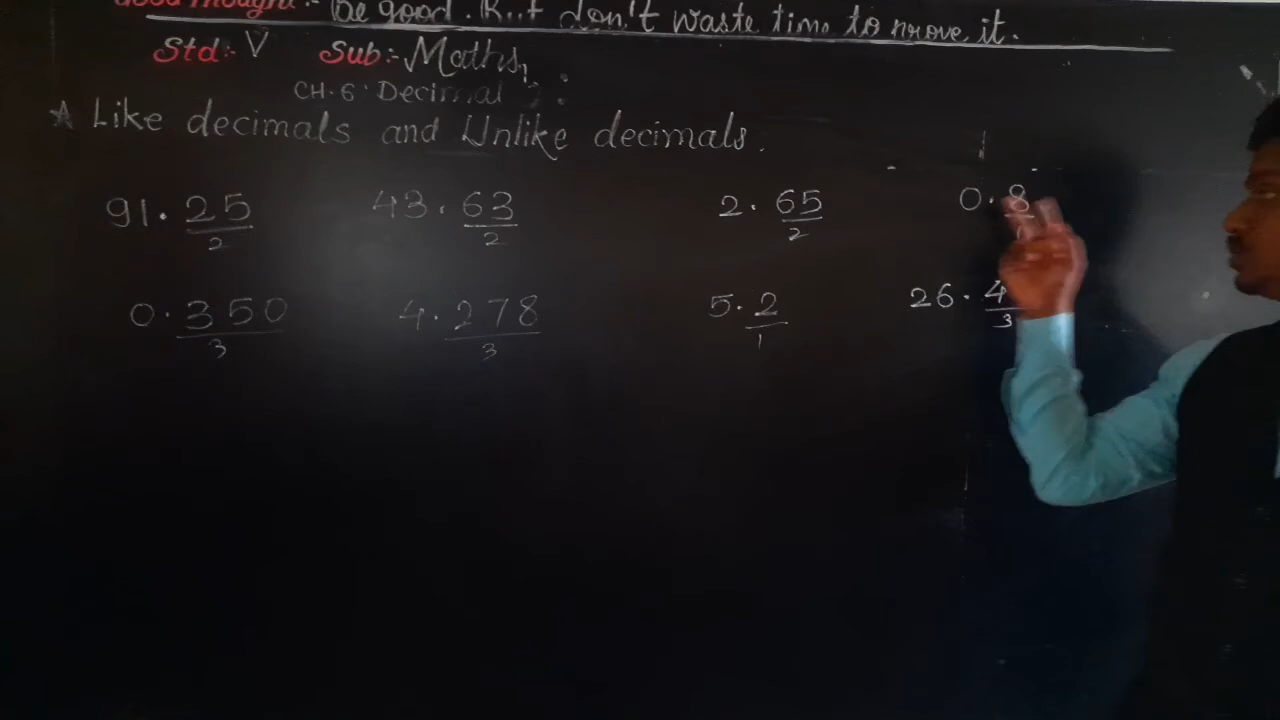 Good Thought :- Be good. But don't waste time to prove it.
Std:- V Sub:- Maths,
CH. 6. Decimal :
☆ Like decimals and Unlike decimals.
91.25 43.63 2.65 0.8
2 2 2 1
0.350 4.278 5.2 26.4
3 3 1 3